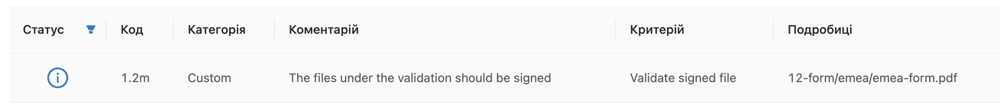 Статус Код Категорія Коментарій Критерій Подробиці
1.2m Custom The files under the validation should be signed Validate signed file 12-form/emea/emea-form.pdf